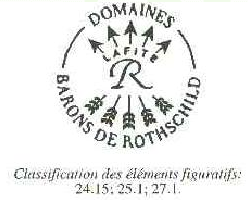 DOMAINES
LAFITE
R
BARONS DE ROTHSCHILD
Classification des éléments figuratifs:
24.15; 25.1; 27.1.